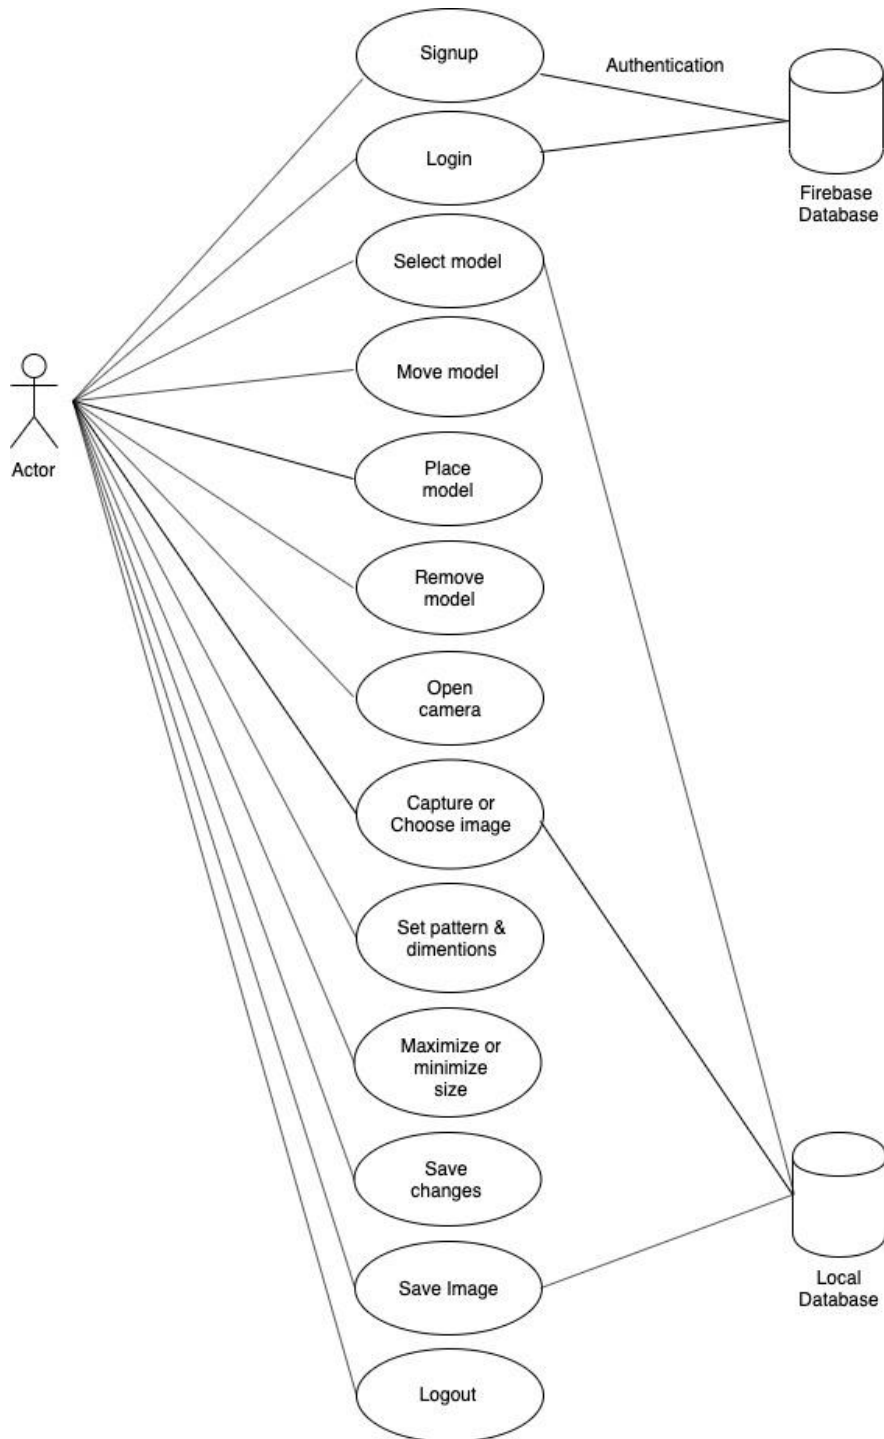 Signup
Authentication
Login
Firebase
Database
Select model
Move model
Actor
Place
model
Remove
model
Open
camera
Capture or
Choose image
Set pattern &
dimentions
Maximize or
minimize
size
Save
changes
Save Image
Local
Database
Logout